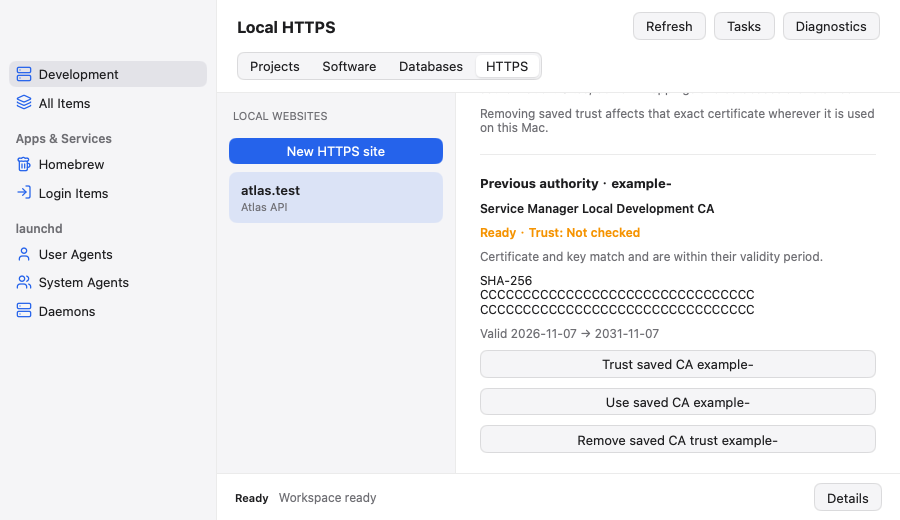 Local HTTPS
Refresh
Tasks
Diagnostics
Projects
Software
Databases
HTTPS
Development
All Items
Apps & Services
Homebrew
Login Items
launchd
User Agents
System Agents
Daemons
LOCAL WEBSITES
New HTTPS site
atlas.test
Atlas API
Removing saved trust affects that exact certificate wherever it is used
on this Mac.
Previous authority · example-
Service Manager Local Development CA
Ready · Trust: Not checked
Certificate and key match and are within their validity period.
SHA-256
CCCCCCCCCCCCCCCCCCCCCCCCCCCCCCCC
CCCCCCCCCCCCCCCCCCCCCCCCCCCCCCCC
Valid 2026-11-07 → 2031-11-07
Trust saved CA example-
Use saved CA example-
Remove saved CA trust example-
Ready
Workspace ready
Details